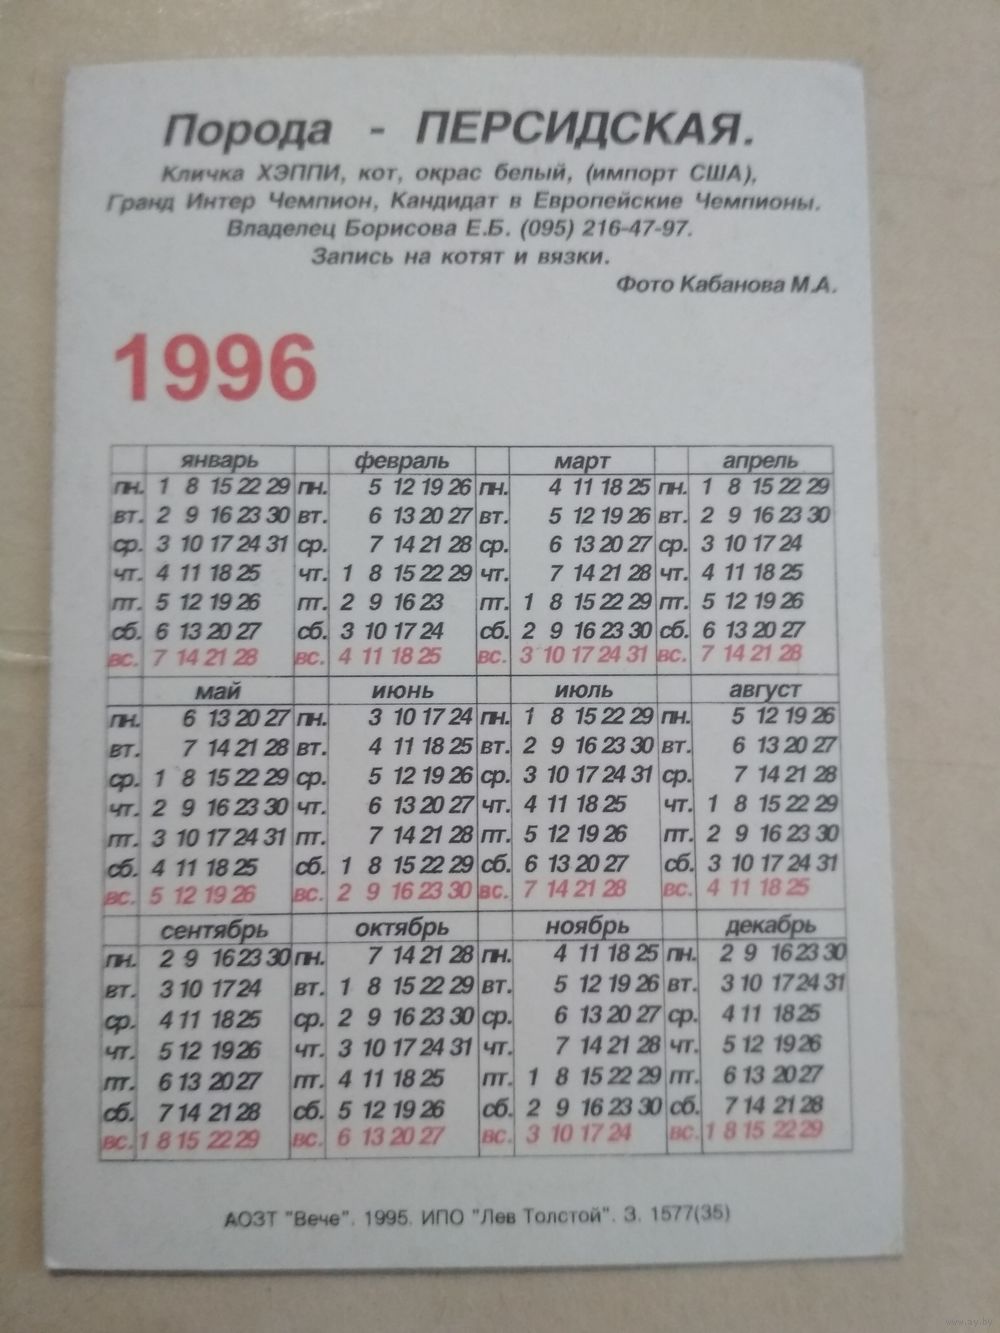 Порода - ПЕРСИДСКАЯ.
Кличка ХЭППИ, кот, окрас белый, (импорт США),
Гранд Интер Чемпион, Кандидат в Европейские Чемпионы.
Владелец Борисова Е.Б. (095) 216-47-97.
Запись на котят и вязки.
Фото Кабанова М.А.
1996
январь февраль март апрель
пн. 1 8 15 22 29 пн. 5 12 19 26 пн. 4 11 18 25 пн. 1 8 15 22 29
вт. 2 9 16 23 30 вт. 6 13 20 27 вт. 5 12 19 26 вт. 2 9 16 23 30
ср. 3 10 17 24 31 ср. 7 14 21 28 ср. 6 13 20 27 ср. 3 10 17 24
чт. 4 11 18 25 чт. 1 8 15 22 29 чт. 7 14 21 28 чт. 4 11 18 25
пт. 5 12 19 26 пт. 2 9 16 23 пт. 1 8 15 22 29 пт. 5 12 19 26
сб. 6 13 20 27 сб. 3 10 17 24 сб. 2 9 16 23 30 сб. 6 13 20 27
вс. 7 14 21 28 вс. 4 11 18 25 вс. 3 10 17 24 31 вс. 7 14 21 28
май июнь июль август
пн. 6 13 20 27 пн. 3 10 17 24 пн. 1 8 15 22 29 пн. 5 12 19 26
вт. 7 14 21 28 вт. 4 11 18 25 вт. 2 9 16 23 30 вт. 6 13 20 27
ср. 1 8 15 22 29 ср. 5 12 19 26 ср. 3 10 17 24 31 ср. 7 14 21 28
чт. 2 9 16 23 30 чт. 6 13 20 27 чт. 4 11 18 25 чт. 1 8 15 22 29
пт. 3 10 17 24 31 пт. 7 14 21 28 пт. 5 12 19 26 пт. 2 9 16 23 30
сб. 4 11 18 25 сб. 1 8 15 22 29 сб. 6 13 20 27 сб. 3 10 17 24 31
вс. 5 12 19 26 вс. 2 9 16 23 30 вс. 7 14 21 28 вс. 4 11 18 25
сентябрь октябрь ноябрь декабрь
пн. 2 9 16 23 30 пн. 7 14 21 28 пн. 4 11 18 25 пн. 2 9 16 23 30
вт. 3 10 17 24 вт. 1 8 15 22 29 вт. 5 12 19 26 вт. 3 10 17 24 31
ср. 4 11 18 25 ср. 2 9 16 23 30 ср. 6 13 20 27 ср. 4 11 18 25
чт. 5 12 19 26 чт. 3 10 17 24 31 чт. 7 14 21 28 чт. 5 12 19 26
пт. 6 13 20 27 пт. 4 11 18 25 пт. 1 8 15 22 29 пт. 6 13 20 27
сб. 7 14 21 28 сб. 5 12 19 26 сб. 2 9 16 23 30 сб. 7 14 21 28
вс. 1 8 15 22 29 вс. 6 13 20 27 вс. 3 10 17 24 вс. 1 8 15 22 29
АОЗТ "Вече". 1995. ИПО "Лев Толстой". З. 1577(35)
www.ay.by